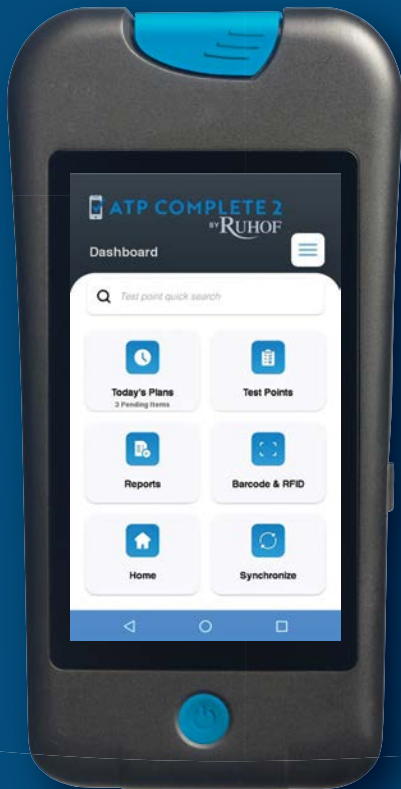 ATP COMPLETE 2
BY RUHOF
Dashboard
Test point quick search
Today's Plans
3 Pending Items
Test Points
Reports
Barcode & RFID
Home
Synchronize